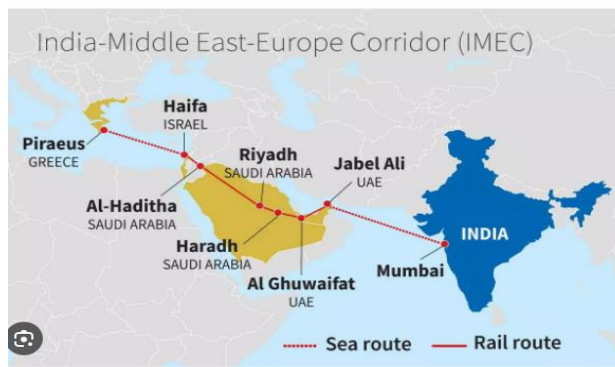 India-Middle East-Europe Corridor (IMEC)
Haifa
ISRAEL
Piraeus
GREECE
Riyadh
SAUDI ARABIA
Jabel Ali
UAE
Al-Haditha
SAUDI ARABIA
INDIA
Haradh
SAUDI ARABIA
Mumbai
Al Ghuwaifat
UAE
Sea route
Rail route